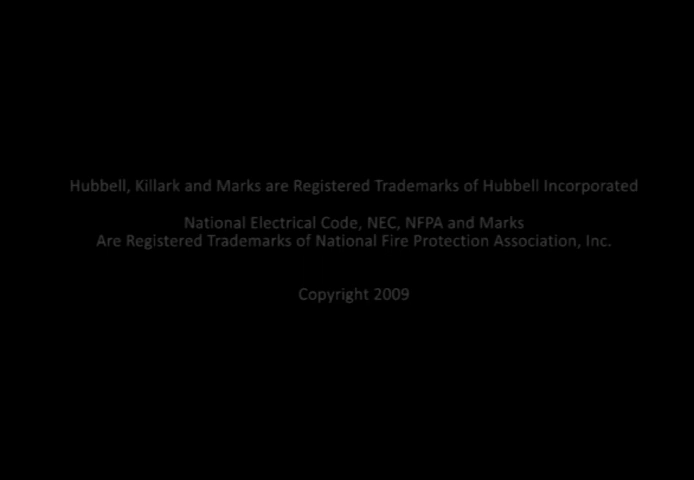 Hubbell, Killark and Marks are Registered Trademarks of Hubbell Incorporated
National Electrical Code, NEC, NFPA and Marks
Are Registered Trademarks of National Fire Protection Association, Inc.
Copyright 2009